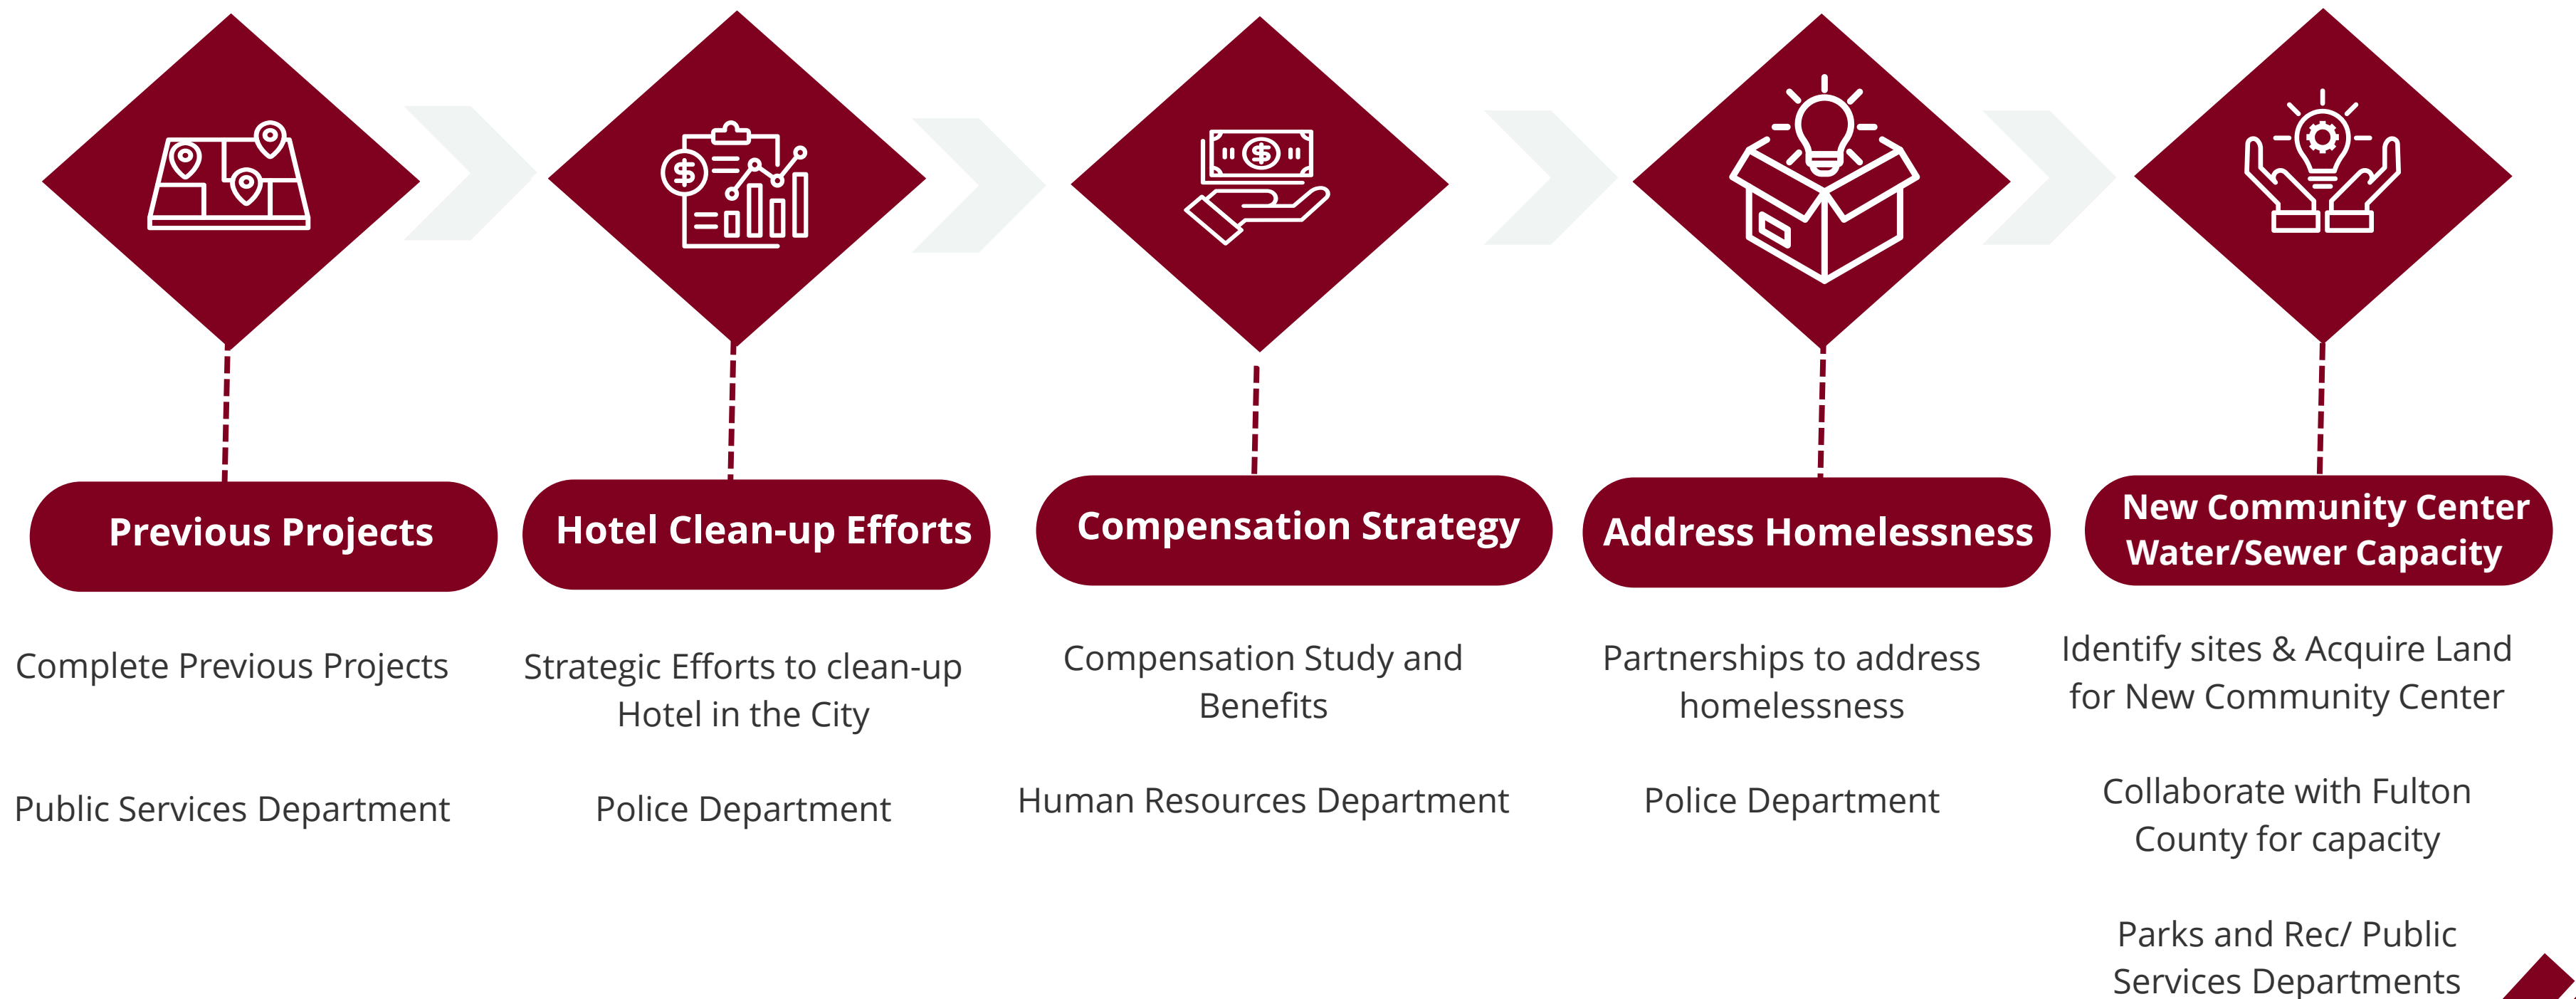 Previous Projects
Complete Previous Projects
Public Services Department
Hotel Clean-up Efforts
Strategic Efforts to clean-up
Hotel in the City
Police Department
Compensation Strategy
Compensation Study and
Benefits
Human Resources Department
Address Homelessness
Partnerships to address
homelessness
Police Department
New Community Center
Water/Sewer Capacity
Identify sites & Acquire Land
for New Community Center
Collaborate with Fulton
County for capacity
Parks and Rec/ Public
Services Departments